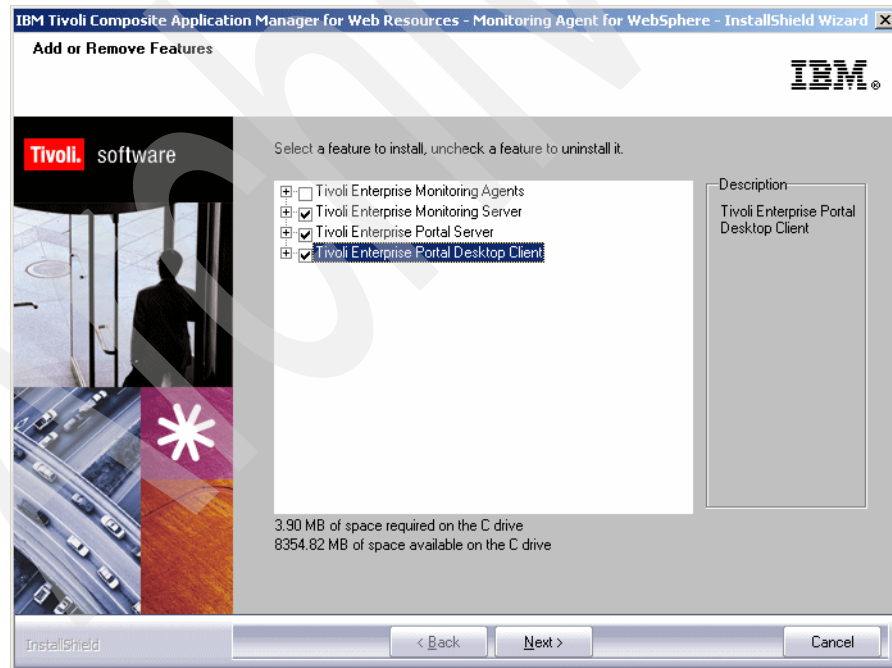 IBM Tivoli Composite Application Manager for Web Resources - Monitoring Agent for WebSphere - InstallShield Wizard
Add or Remove Features
IBM®
Tivoli. software
Select a feature to install, uncheck a feature to uninstall it.
Tivoli Enterprise Monitoring Agents
Tivoli Enterprise Monitoring Server
Tivoli Enterprise Portal Server
Tivoli Enterprise Portal Desktop Client
Description
Tivoli Enterprise Portal
Desktop Client
3.90 MB of space required on the C drive
8354.82 MB of space available on the C drive
InstallShield
< Back
Next >
Cancel